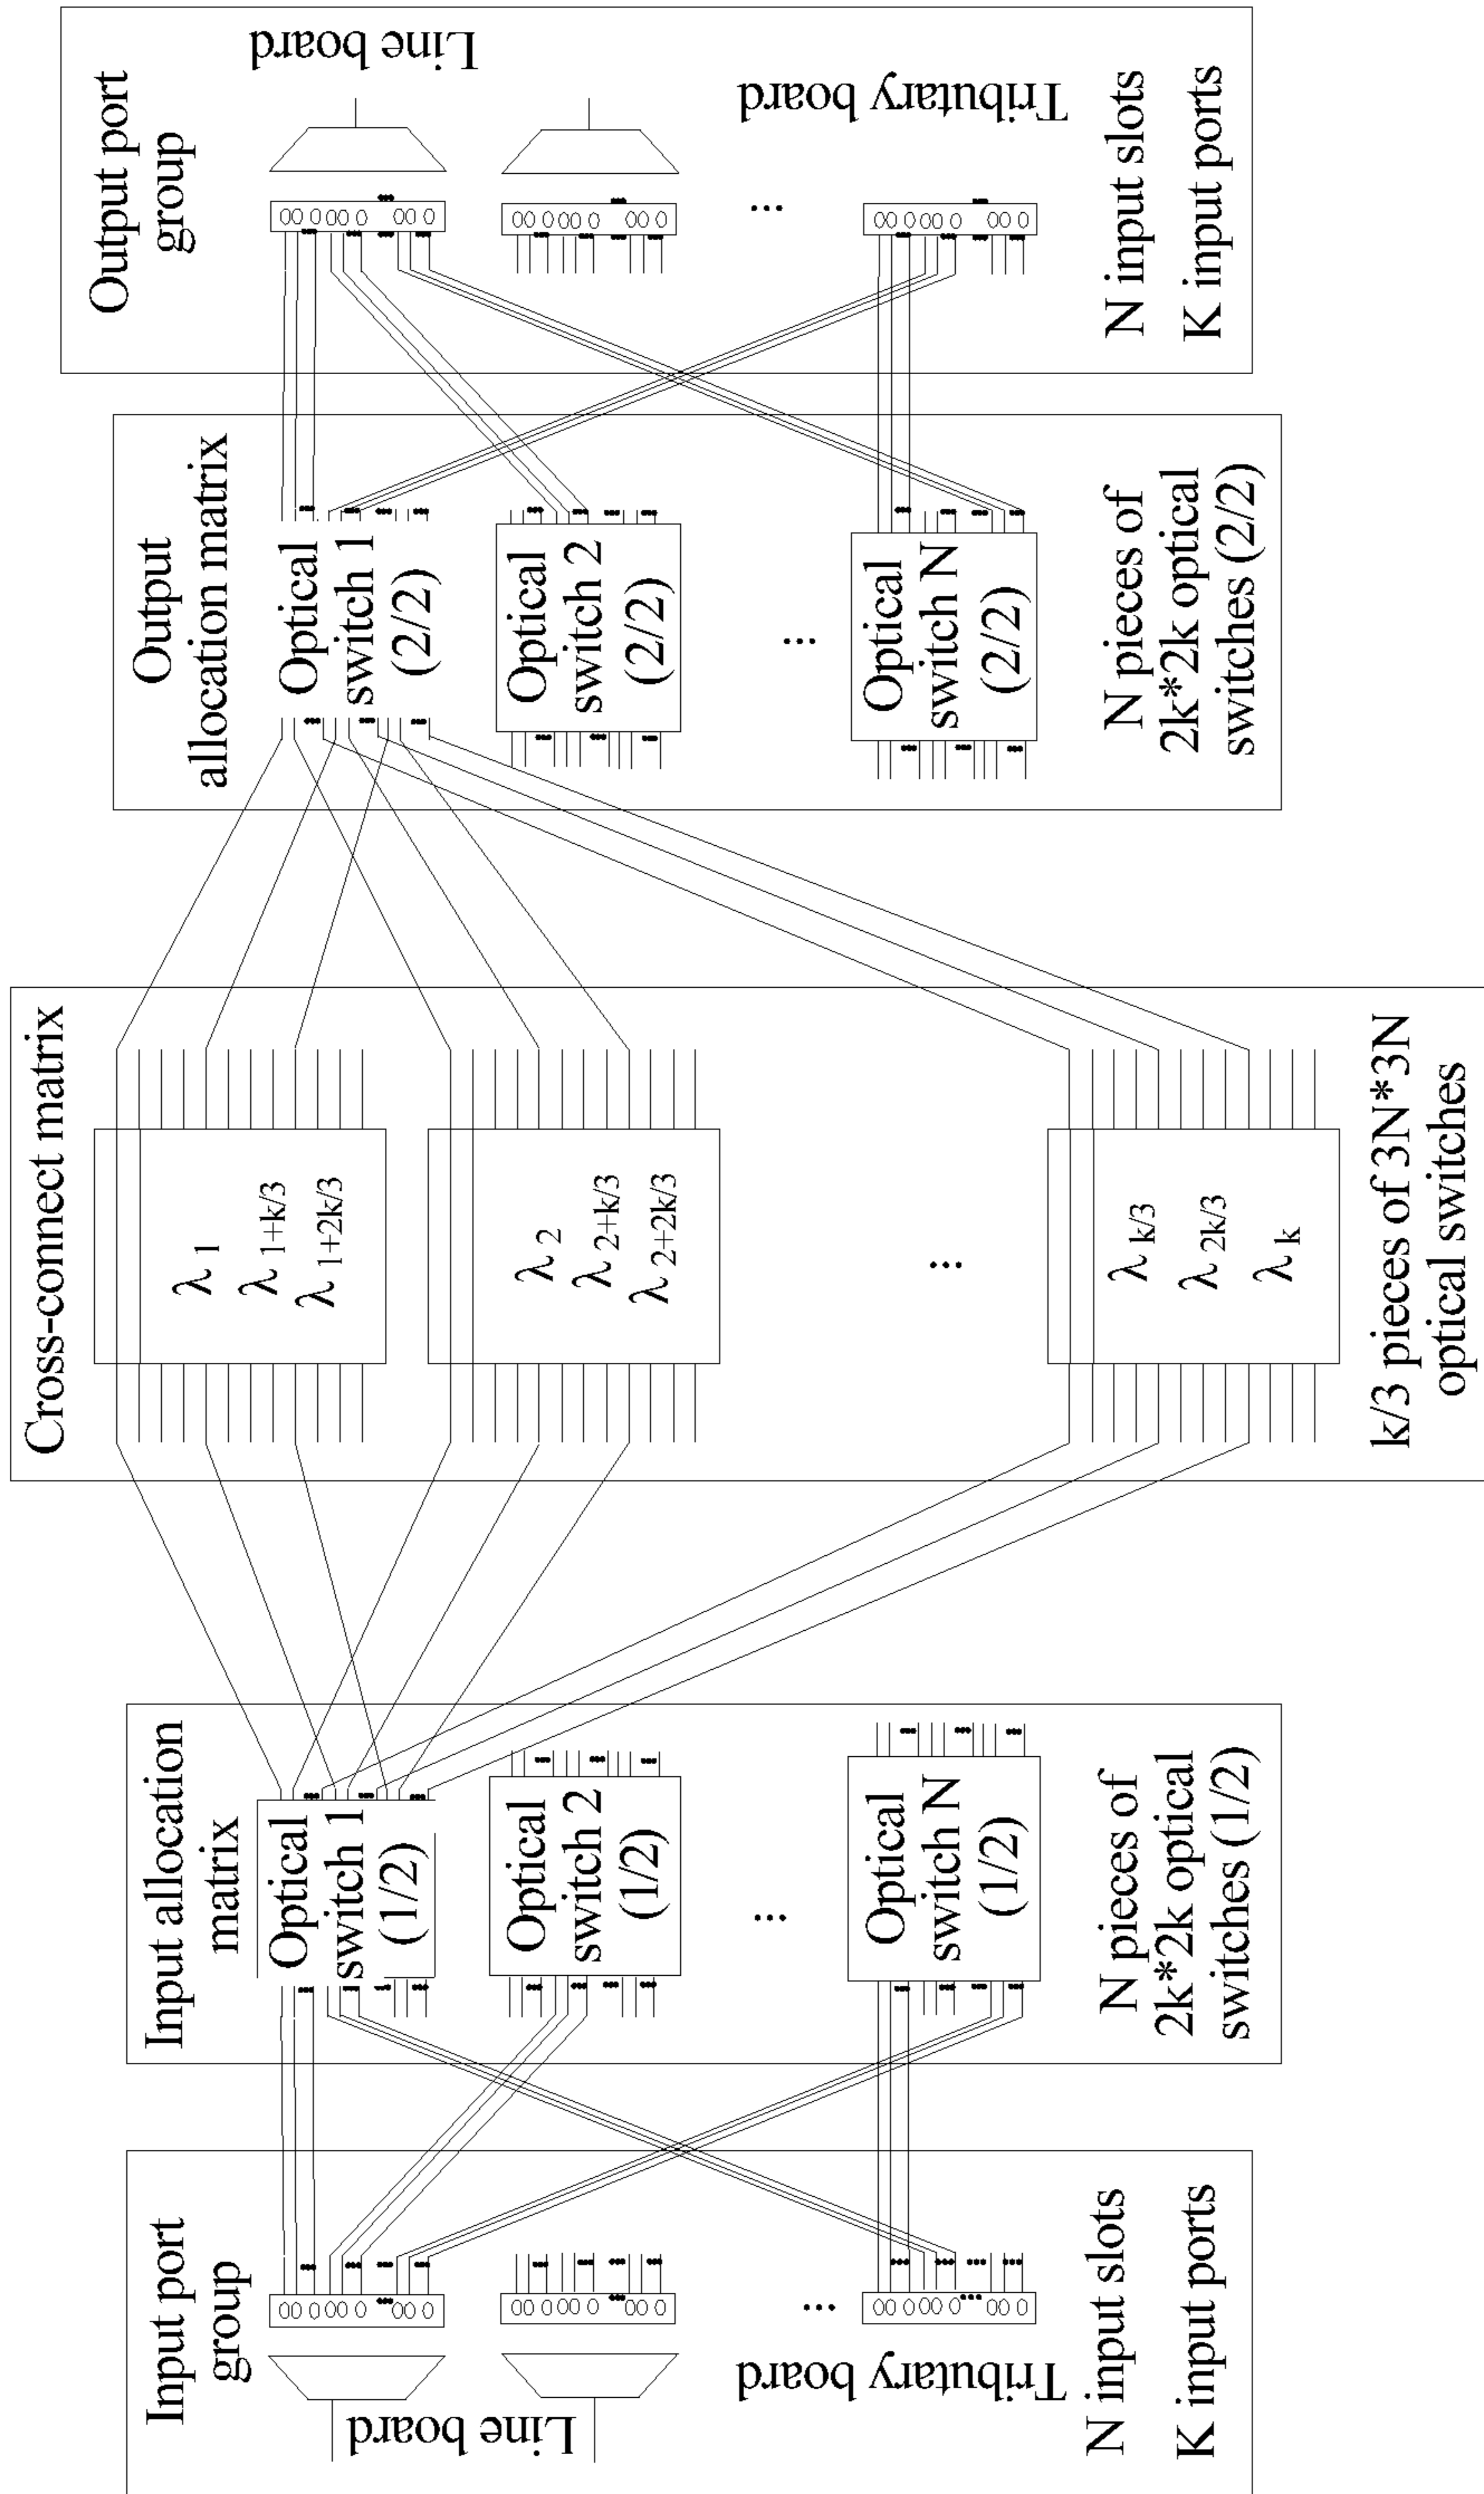 Input port
group
Line board
Tributary board
...
N input slots
K input ports
Input allocation
matrix
Optical
switch 1
(1/2)
Optical
switch 2
(1/2)
...
Optical
switch N
(1/2)
N pieces of
2k*2k optical
switches (1/2)
Cross-connect matrix
λ 1
λ 1+k/3
λ 1+2k/3
λ 2
λ 2+k/3
λ 2+2k/3
...
λ k/3
λ 2k/3
λ k
k/3 pieces of 3N*3N
optical switches
Output
allocation matrix
Optical
switch 1
(2/2)
Optical
switch 2
(2/2)
...
Optical
switch N
(2/2)
N pieces of
2k*2k optical
switches (2/2)
Output port
group
Line board
...
Tributary board
N input slots
K input ports